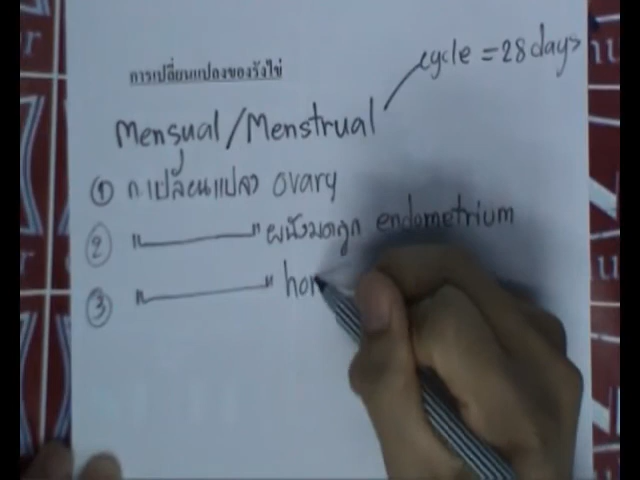 cycle = 28 days
การเปลี่ยนแปลงของรังไข่
Mensual / Menstrual
① กเปลี่ยนแปลง ovary
② "————" ผนังมดลูก endometrium
③ "————" hor